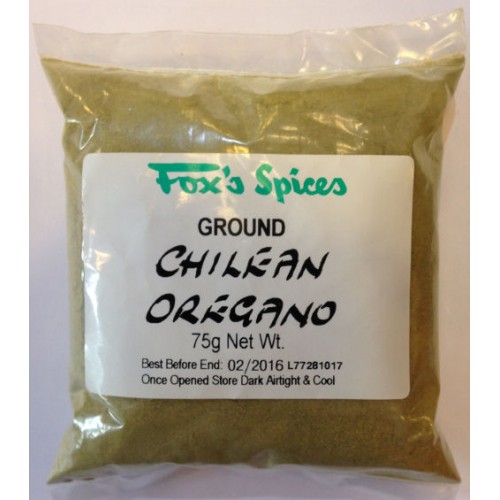 Fox's Spices
GROUND
CHILEAN
OREGANO
75g Net Wt.
Best Before End: 02/2016 L77281017
Once Opened Store Dark Airtight & Cool